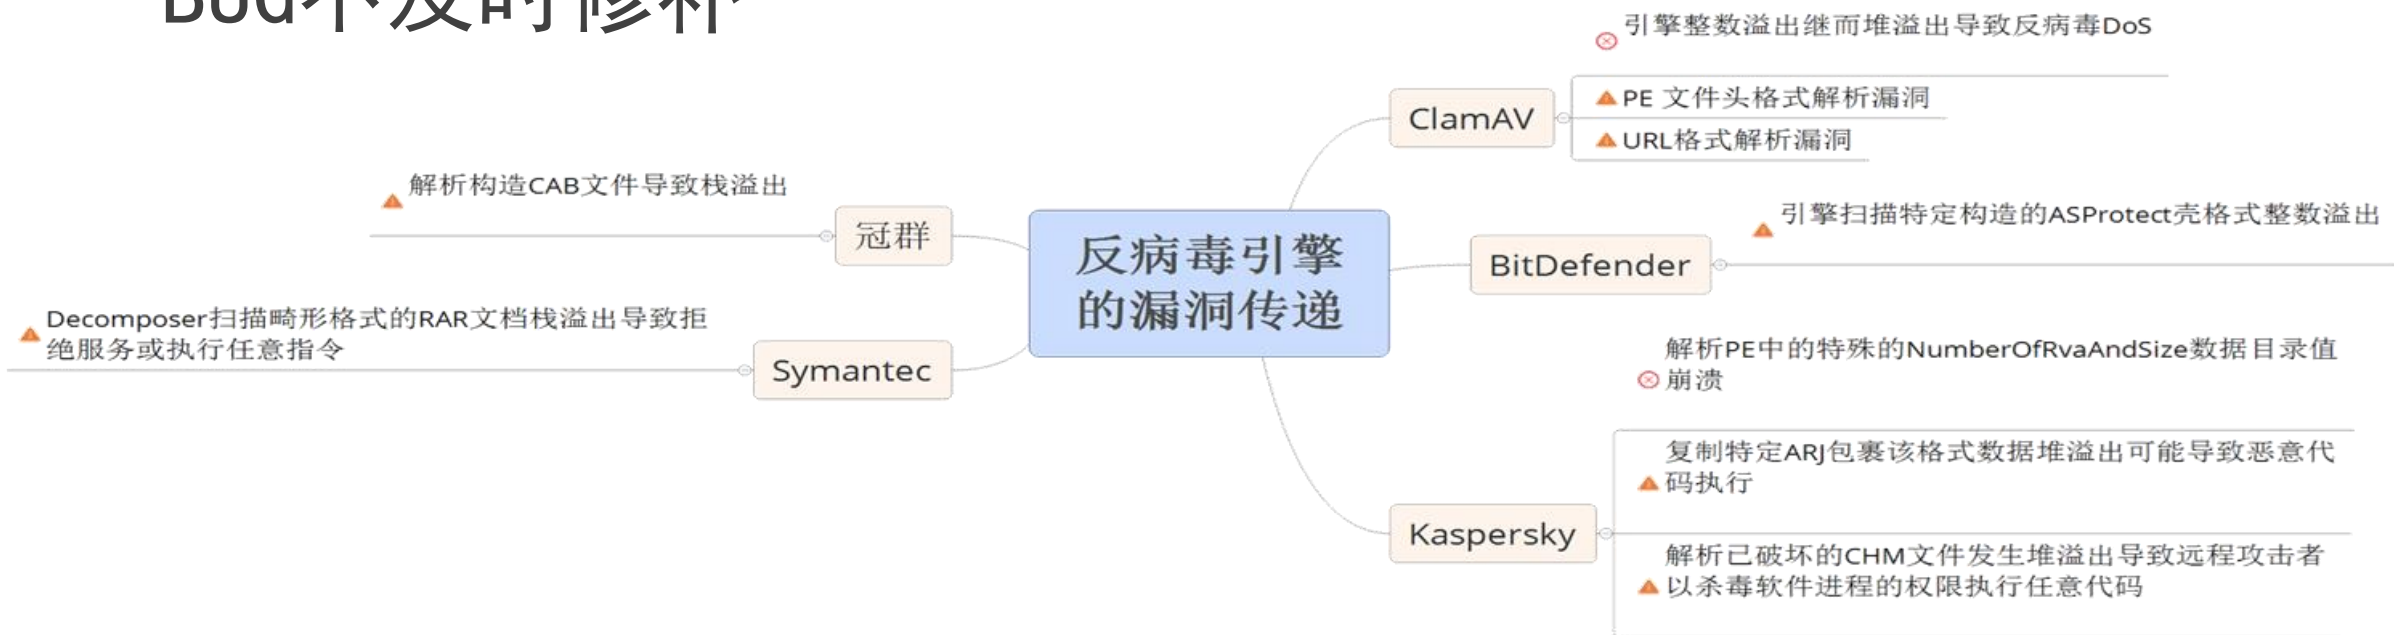 Bug不及时修补
引擎整数溢出继而堆溢出导致反病毒DoS
ClamAV
PE 文件头格式解析漏洞
URL格式解析漏洞
解析构造CAB文件导致栈溢出
冠群
反病毒引擎
的漏洞传递
引擎扫描特定构造的ASProtect壳格式整数溢出
BitDefender
Decomposer扫描畸形格式的RAR文档栈溢出导致拒
绝服务或执行任意指令
Symantec
解析PE中的特殊的NumberOfRvaAndSize数据目录值
崩溃
复制特定ARJ包裹该格式数据堆溢出可能导致恶意代
码执行
Kaspersky
解析已破坏的CHM文件发生堆溢出导致远程攻击者
以杀毒软件进程的权限执行任意代码